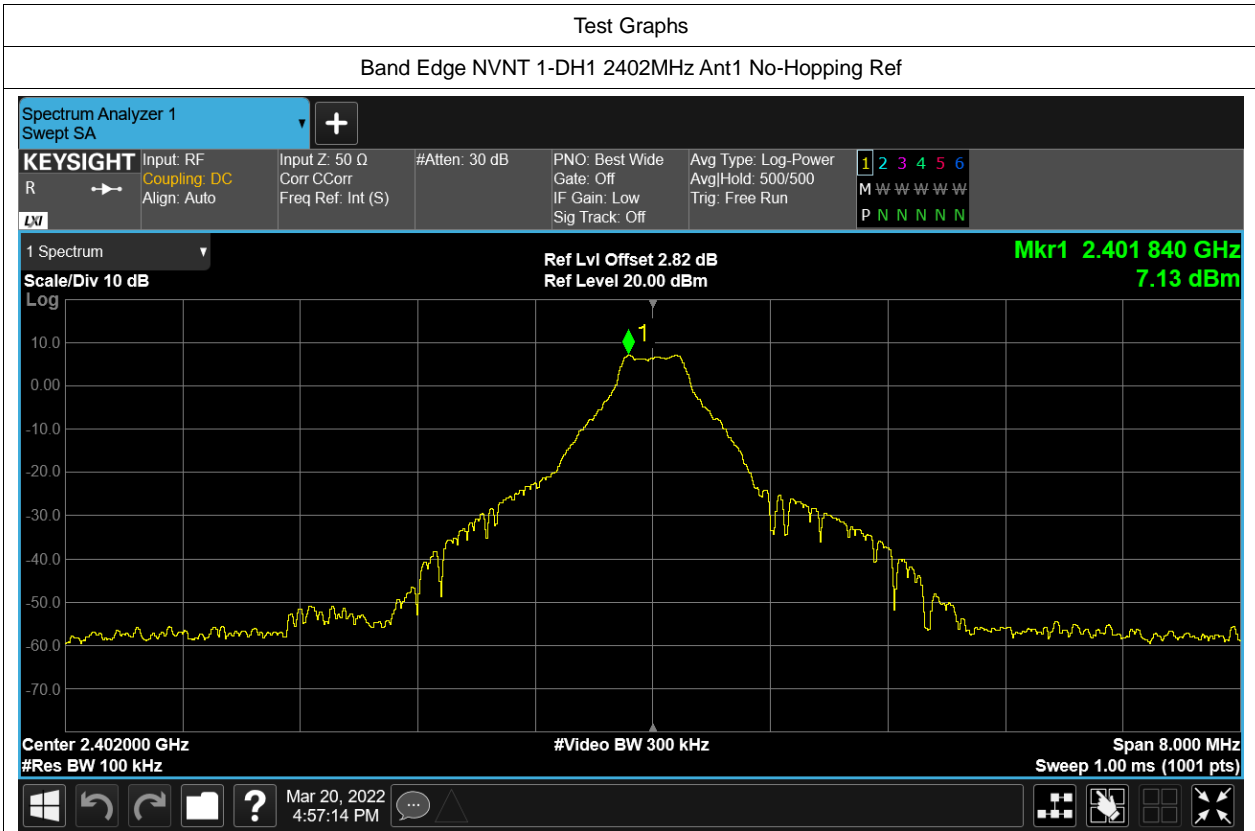 Test Graphs
Band Edge NVNT 1-DH1 2402MHz Ant1 No-Hopping Ref
Spectrum Analyzer 1
Swept SA
KEYSIGHT
R
LXI
Input: RF
Coupling: DC
Align: Auto
Input Z: 50 Ω
Corr CCorr
Freq Ref: Int (S)
#Atten: 30 dB
PNO: Best Wide
Gate: Off
IF Gain: Low
Sig Track: Off
Avg Type: Log-Power
Avg|Hold: 500/500
Trig: Free Run
1 2 3 4 5 6
M W W W W W
P N N N N N
1 Spectrum
Scale/Div 10 dB
Ref Lvl Offset 2.82 dB
Ref Level 20.00 dBm
Mkr1 2.401 840 GHz
7.13 dBm
Log
1
10.0
0.00
-10.0
-20.0
-30.0
-40.0
-50.0
-60.0
-70.0
Center 2.402000 GHz
#Res BW 100 kHz
#Video BW 300 kHz
Span 8.000 MHz
Sweep 1.00 ms (1001 pts)
?
Mar 20, 2022
4:57:14 PM